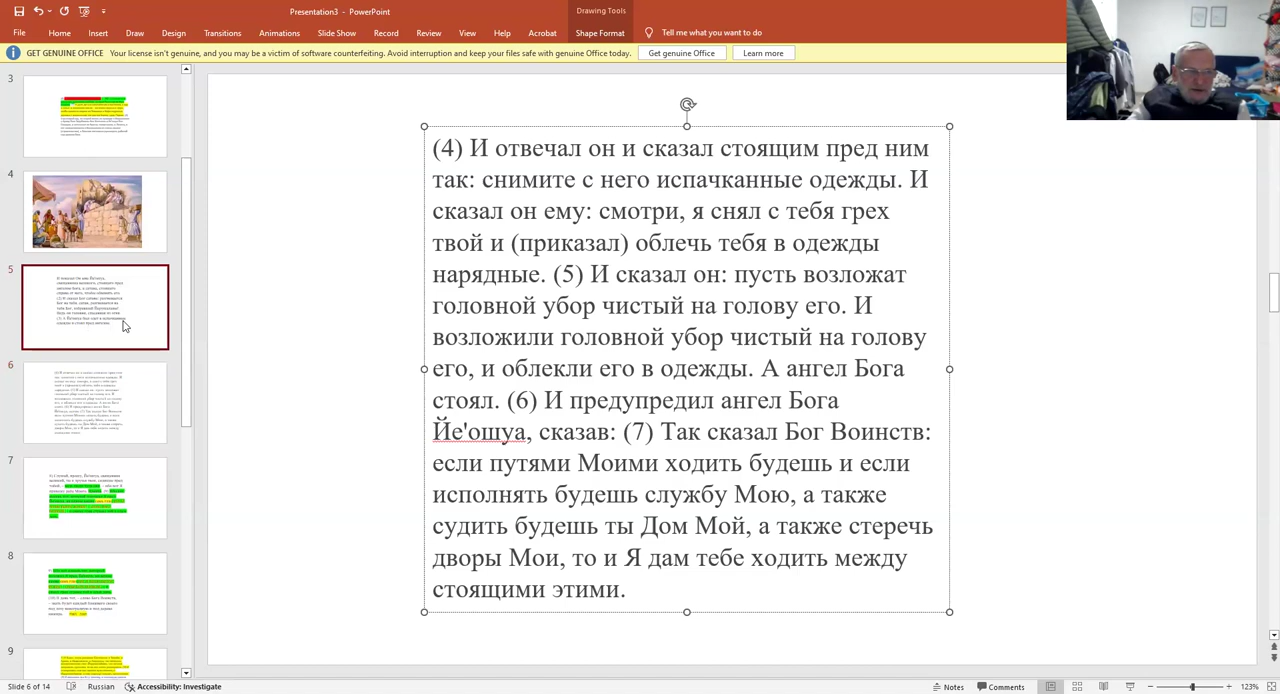 Presentation3 - PowerPoint
Drawing Tools
File Home Insert Draw Design Transitions Animations Slide Show Record Review View Help Acrobat Shape Format Tell me what you want to do
GET GENUINE OFFICE Your license isn't genuine, and you may be a victim of software counterfeiting. Avoid interruption and keep your files safe with genuine Office today. Get genuine Office Learn more
3
4
5
6
7
8
9
(4) И отвечал он и сказал стоящим пред ним
так: снимите с него испачканные одежды. И
сказал он ему: смотри, я снял с тебя грех
твой и (приказал) облечь тебя в одежды
нарядные. (5) И сказал он: пусть возложат
головной убор чистый на голову его. И
возложили головной убор чистый на голову
его, и облекли его в одежды. А ангел Бога
стоял. (6) И предупредил ангел Бога
Йе'ошуа, сказав: (7) Так сказал Бог Воинств:
если путями Моими ходить будешь и если
исполнять будешь службу Мою, а также
судить будешь ты Дом Мой, а также стеречь
дворы Мои, то и Я дам тебе ходить между
стоящими этими.
Slide 6 of 14 Russian Accessibility: Investigate Notes Comments 123%